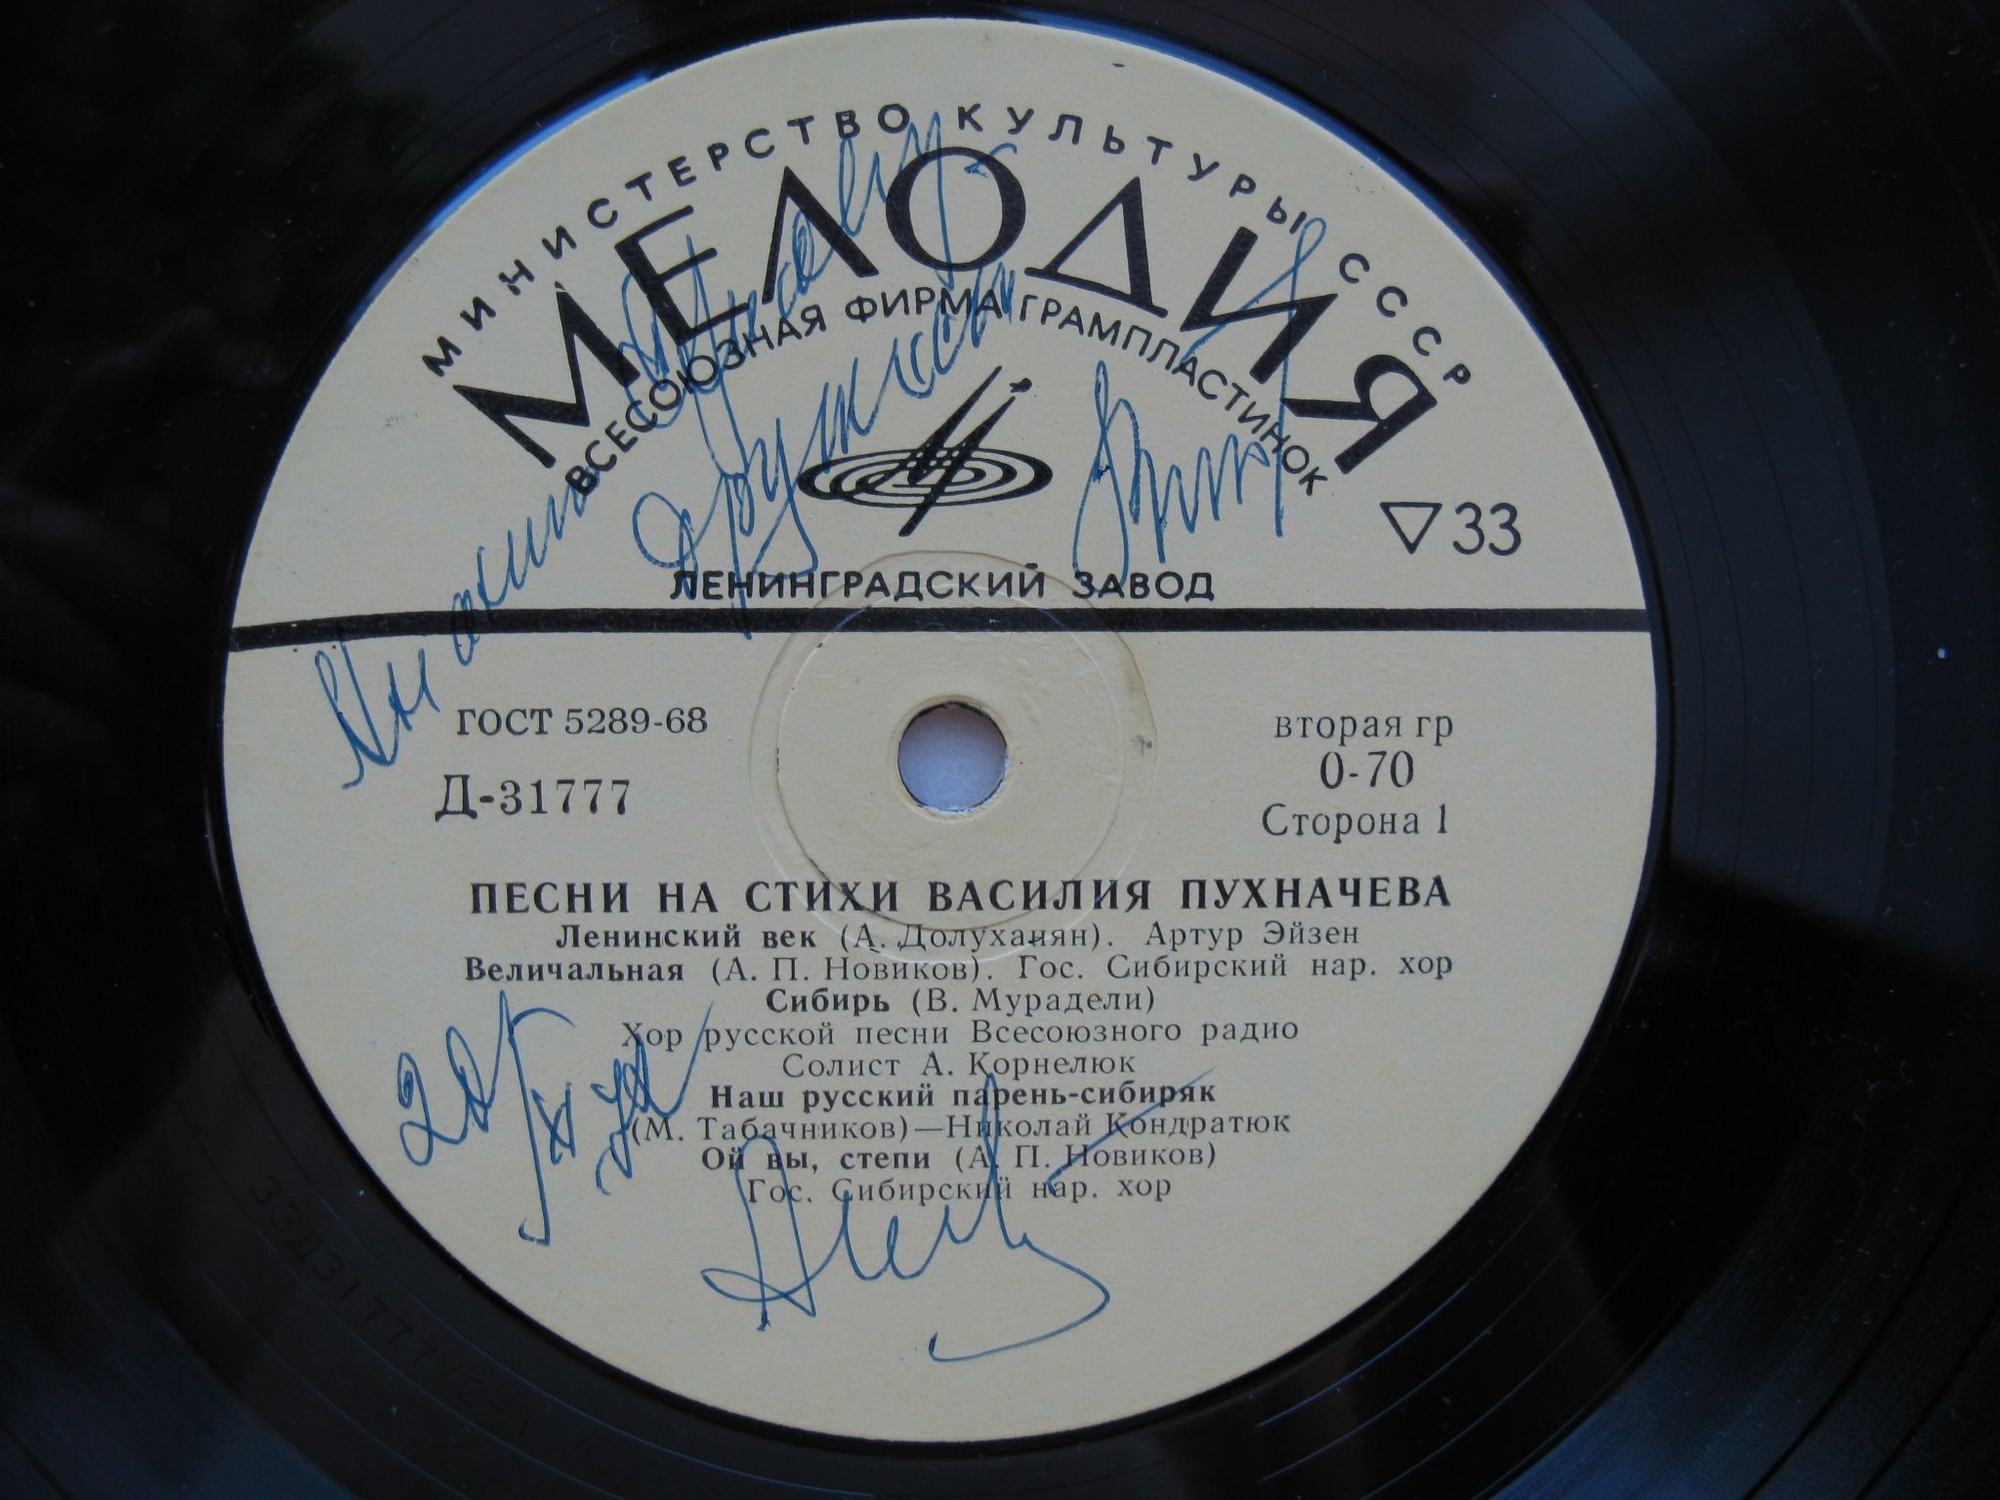 МИНИСТЕРСТВО КУЛЬТУРЫ СССР
МЕЛОДИЯ
ВСЕСОЮЗНАЯ ФИРМА ГРАМПЛАСТИНОК
▽33
ЛЕНИНГРАДСКИЙ ЗАВОД
ГОСТ 5289-68
вторая гр
Д-31777
0-70
Сторона 1
ПЕСНИ НА СТИХИ ВАСИЛИЯ ПУХНАЧЕВА
Ленинский век (А. Долуханян). Артур Эйзен
Величальная (А. П. Новиков). Гос. Сибирский нар. хор
Сибирь (В. Мурадели)
Хор русской песни Всесоюзного радио
Солист А. Корнелюк
Наш русский парень-сибиряк
(М. Табачников)—Николай Кондратюк
Ой вы, степи (А. П. Новиков)
Гос. Сибирский нар. хор